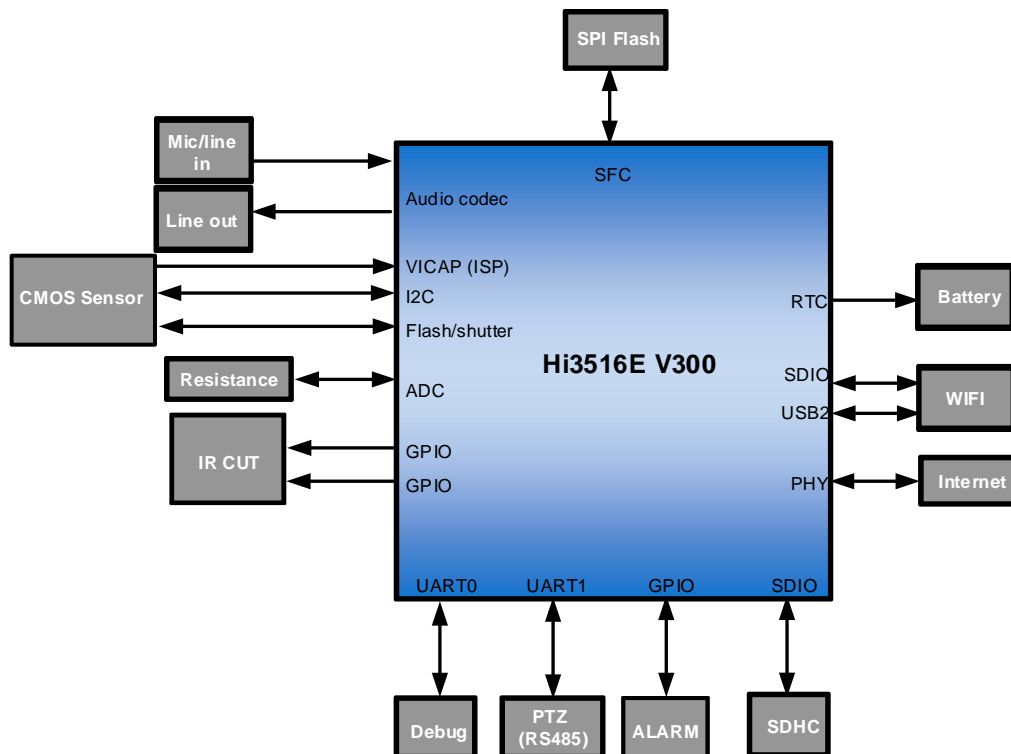 SPI Flash
Mic/line
in
SFC
Audio codec
Line out
VICAP (ISP)
CMOS Sensor
I2C
Flash/shutter
RTC
Battery
Hi3516E V300
Resistance
ADC
SDIO
WIFI
USB2
IR CUT
GPIO
GPIO
PHY
Internet
UART0
UART1
GPIO
SDIO
Debug
PTZ
(RS485)
ALARM
SDHC